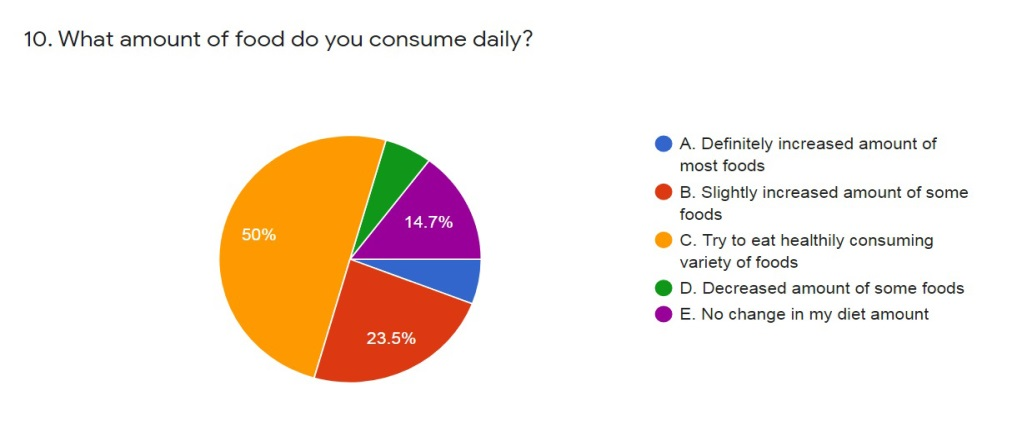 10. What amount of food do you consume daily?
50%
14.7%
23.5%
A. Definitely increased amount of
most foods
B. Slightly increased amount of some
foods
C. Try to eat healthily consuming
variety of foods
D. Decreased amount of some foods
E. No change in my diet amount